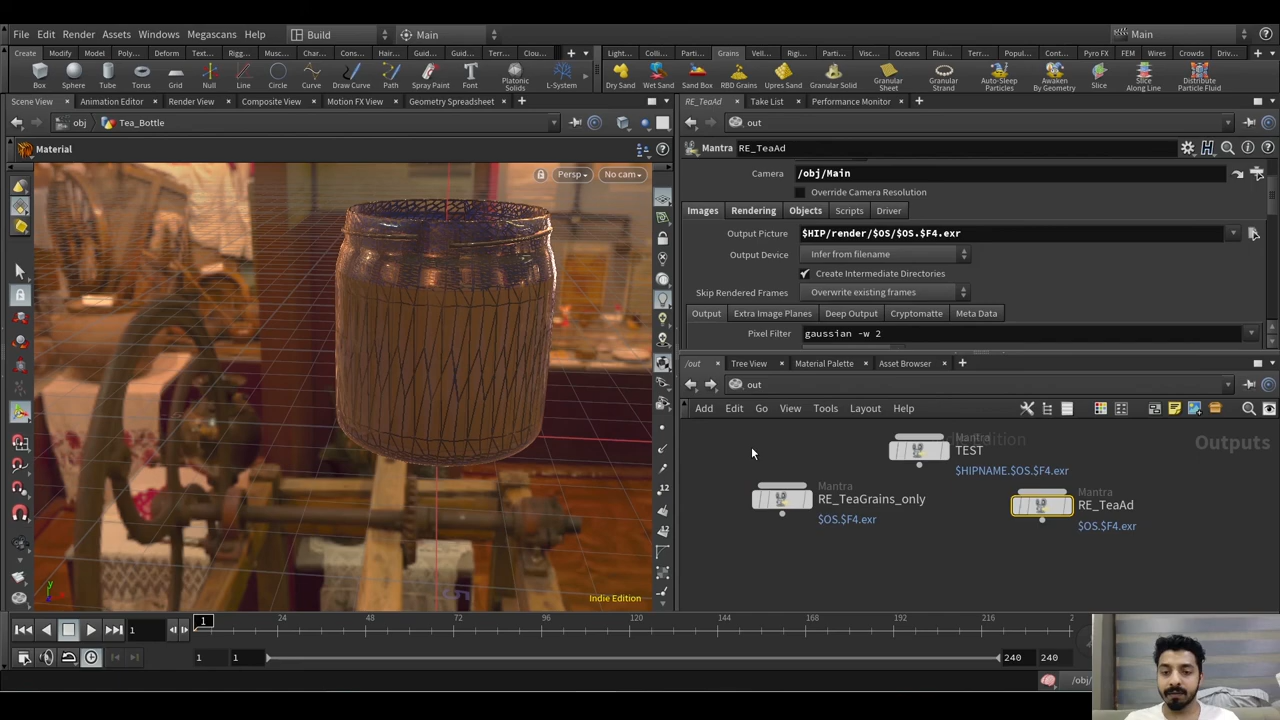 File Edit Render Assets Windows Megascans Help Build Main Main
Create Modify Model Poly... Deform Text... Rigg... Musc... Char... Cons... Hair... Guid... Guid... Terr... Simp... Clou...
Light... Colli... Parti... Grains Vell... Rigi... Parti... Visc... Oceans Flui... Terr... Popul... Cont... Pyro FX FEM Wires Crowds Driv...
Box Sphere Tube Torus Grid Null Line Circle Curve Draw Curve Path Spray Paint Font Platonic Solids L-System
Dry Sand Wet Sand Sand Box RBD Grains Upres Grains Granular Solid Granular Sheet Granular Strand Auto-Sleep Particles Awaken By Geometry Slice Slice Along Line Distribute Particle Fluid
Scene View Animation Editor Render View Composite View Motion FX View Geometry Spreadsheet
RE_TeaAd Take List Performance Monitor
obj Tea_Bottle
out
Material
Mantra RE_TeaAd
Persp No cam
Camera /obj/Main
Override Camera Resolution
Images Rendering Objects Scripts Driver
Output Picture $HIP/render/$OS/$OS.$F4.exr
Output Device Infer from filename
Create Intermediate Directories
Skip Rendered Frames Overwrite existing frames
Output Extra Image Planes Deep Output Cryptomatte Meta Data
Pixel Filter gaussian -w 2
/out Tree View Material Palette Asset Browser
out
Add Edit Go View Tools Layout Help
Outputs
Mantra
TEST
$HIPNAME.$OS.$F4.exr
Mantra
RE_TeaGrains_only
$OS.$F4.exr
Mantra
RE_TeaAd
$OS.$F4.exr
Indie Edition
1 1 24 48 72 96 120 144 168 192 216 2
1 1 240 240
/obj/